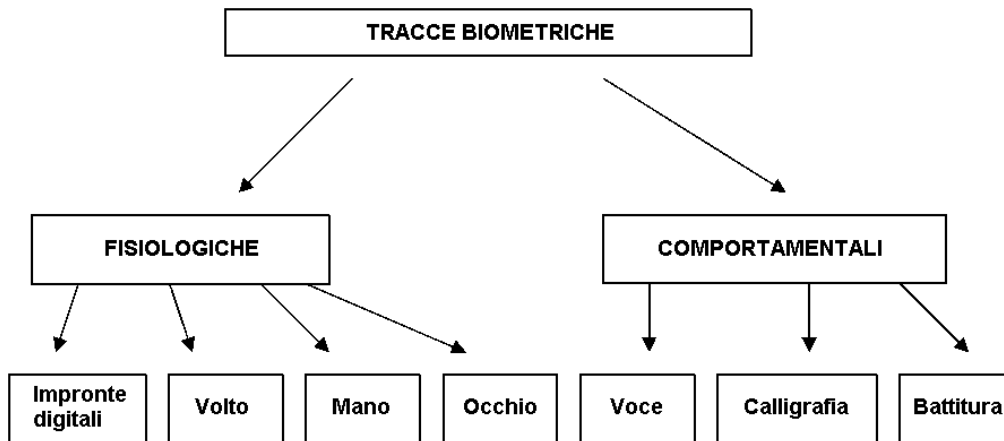 TRACCE BIOMETRICHE
FISIOLOGICHE
COMPORTAMENTALI
Impronte
digitali
Volto
Mano
Occhio
Voce
Calligrafia
Battitura